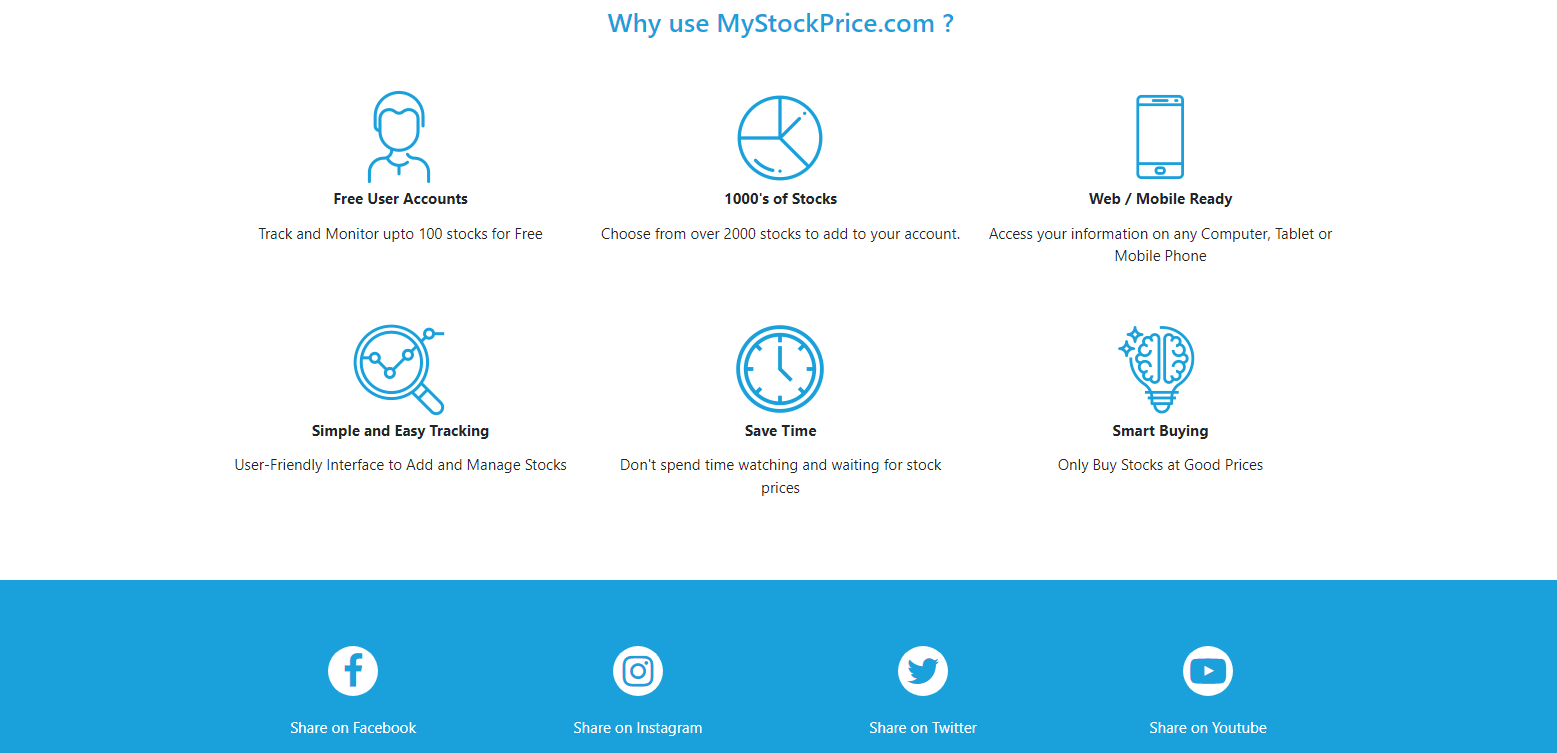 Why use MyStockPrice.com ?
Free User Accounts
Track and Monitor upto 100 stocks for Free
1000's of Stocks
Choose from over 2000 stocks to add to your account.
Web / Mobile Ready
Access your information on any Computer, Tablet or
Mobile Phone
Simple and Easy Tracking
User-Friendly Interface to Add and Manage Stocks
Save Time
Don't spend time watching and waiting for stock
prices
Smart Buying
Only Buy Stocks at Good Prices
Share on Facebook
Share on Instagram
Share on Twitter
Share on Youtube